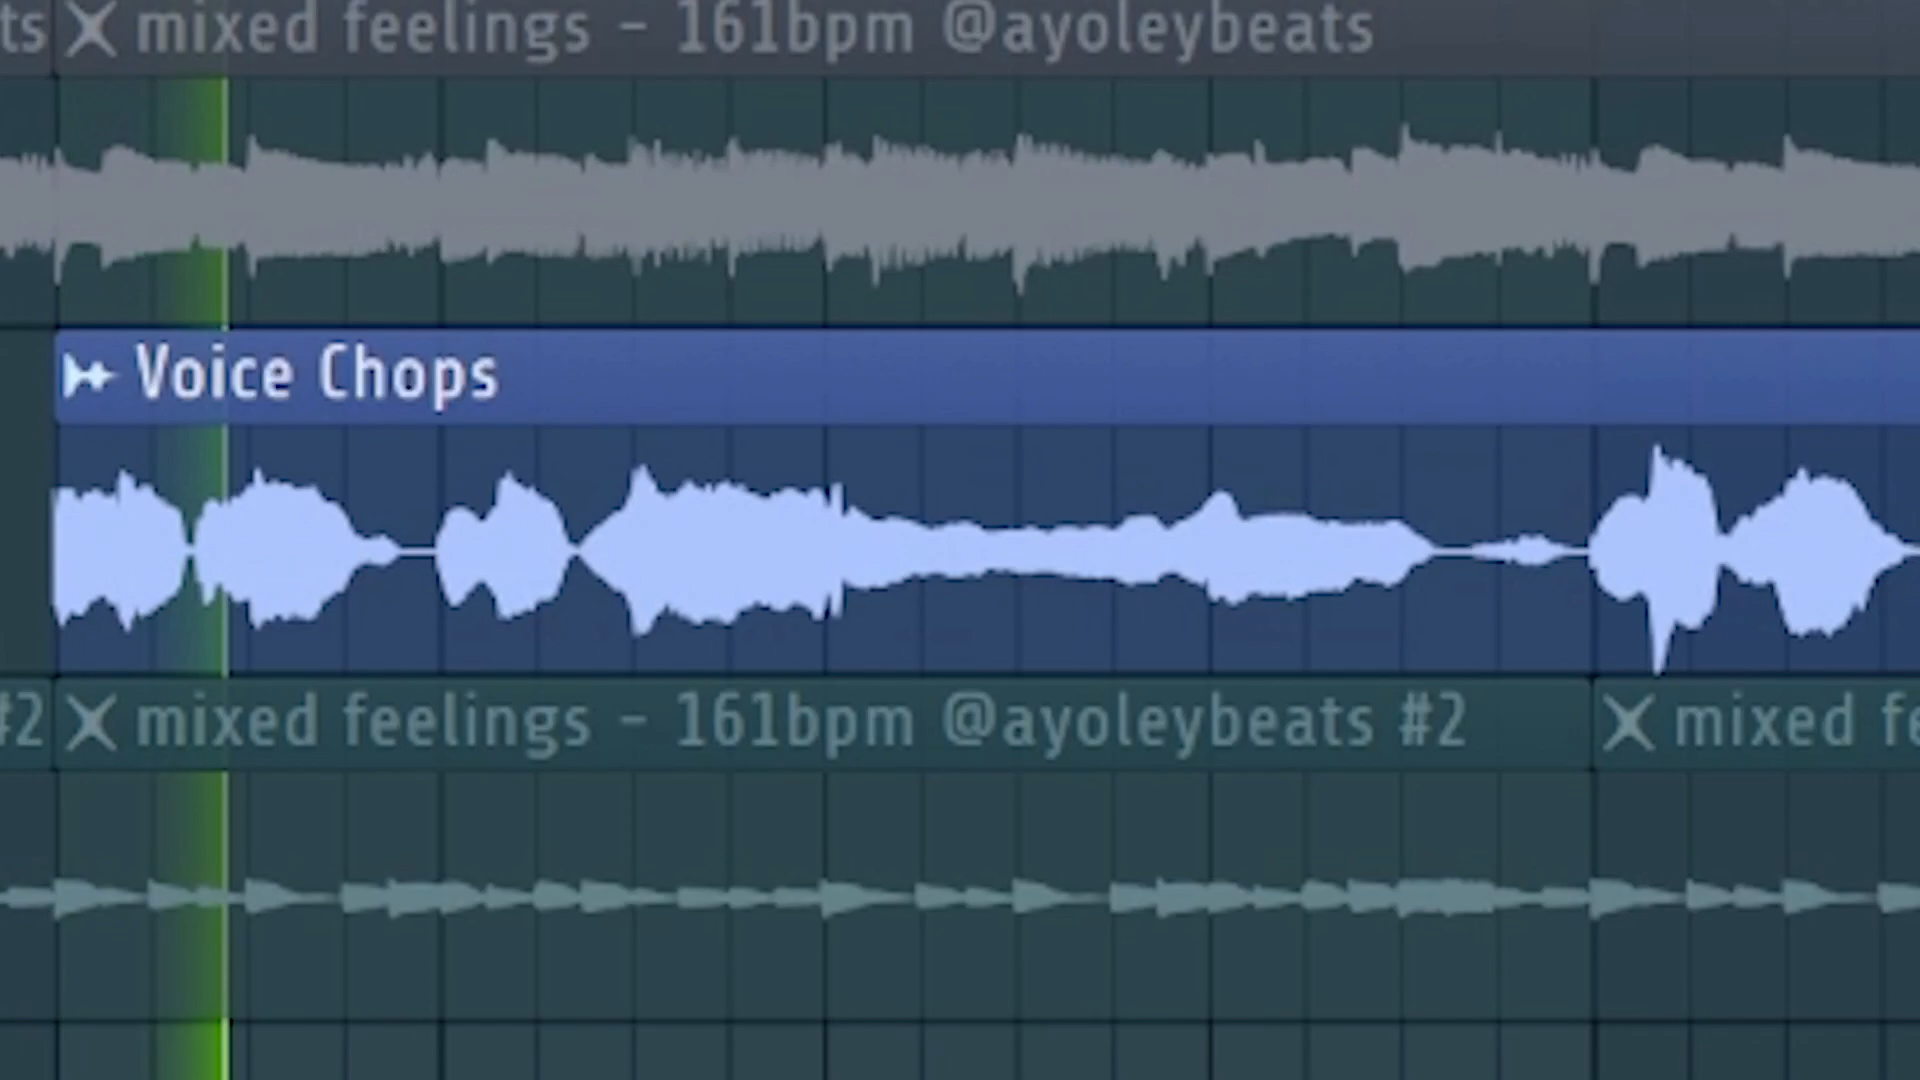 ts mixed feelings - 161bpm @ayoleybeats
Voice Chops
#2 mixed feelings - 161bpm @ayoleybeats #2 mixed fe